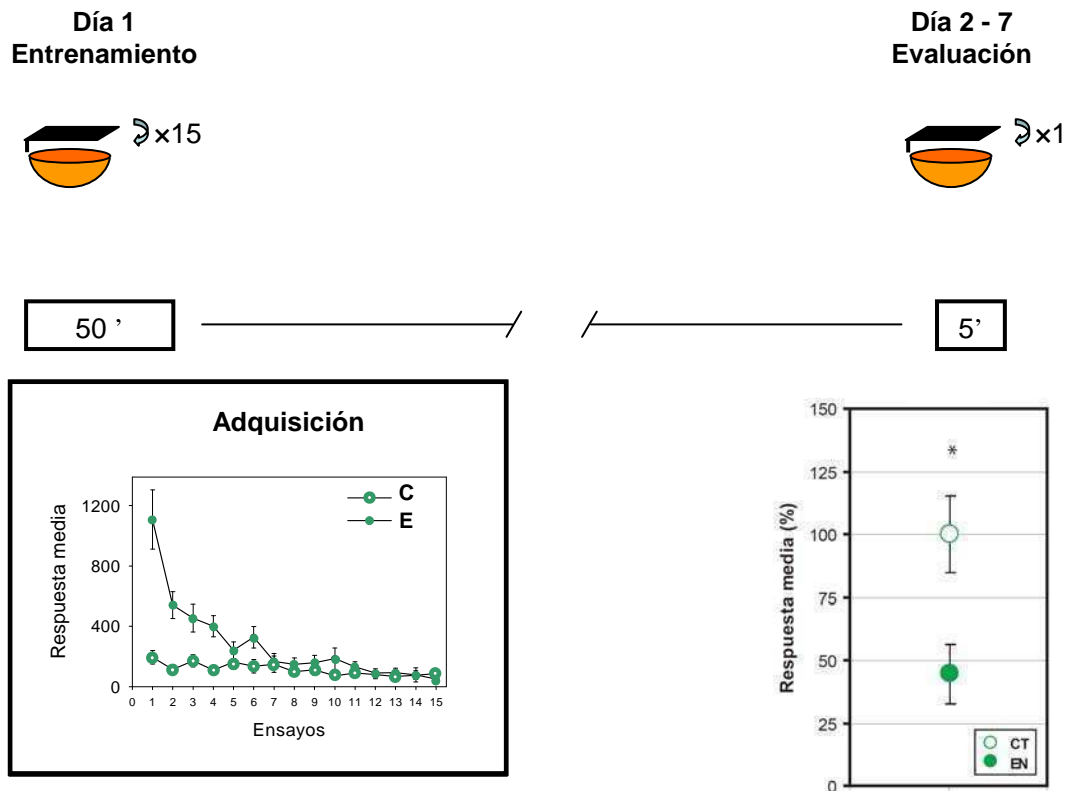 Día 1
Entrenamiento
Día 2 - 7
Evaluación
×15
×1
50 ’
5’
Adquisición
Respuesta media
1200
800
400
0
C
E
0 1 2 3 4 5 6 7 8 9 10 11 12 13 14 15
Ensayos
Respuesta media (%)
150
125
100
75
50
25
0
*
CT
EN